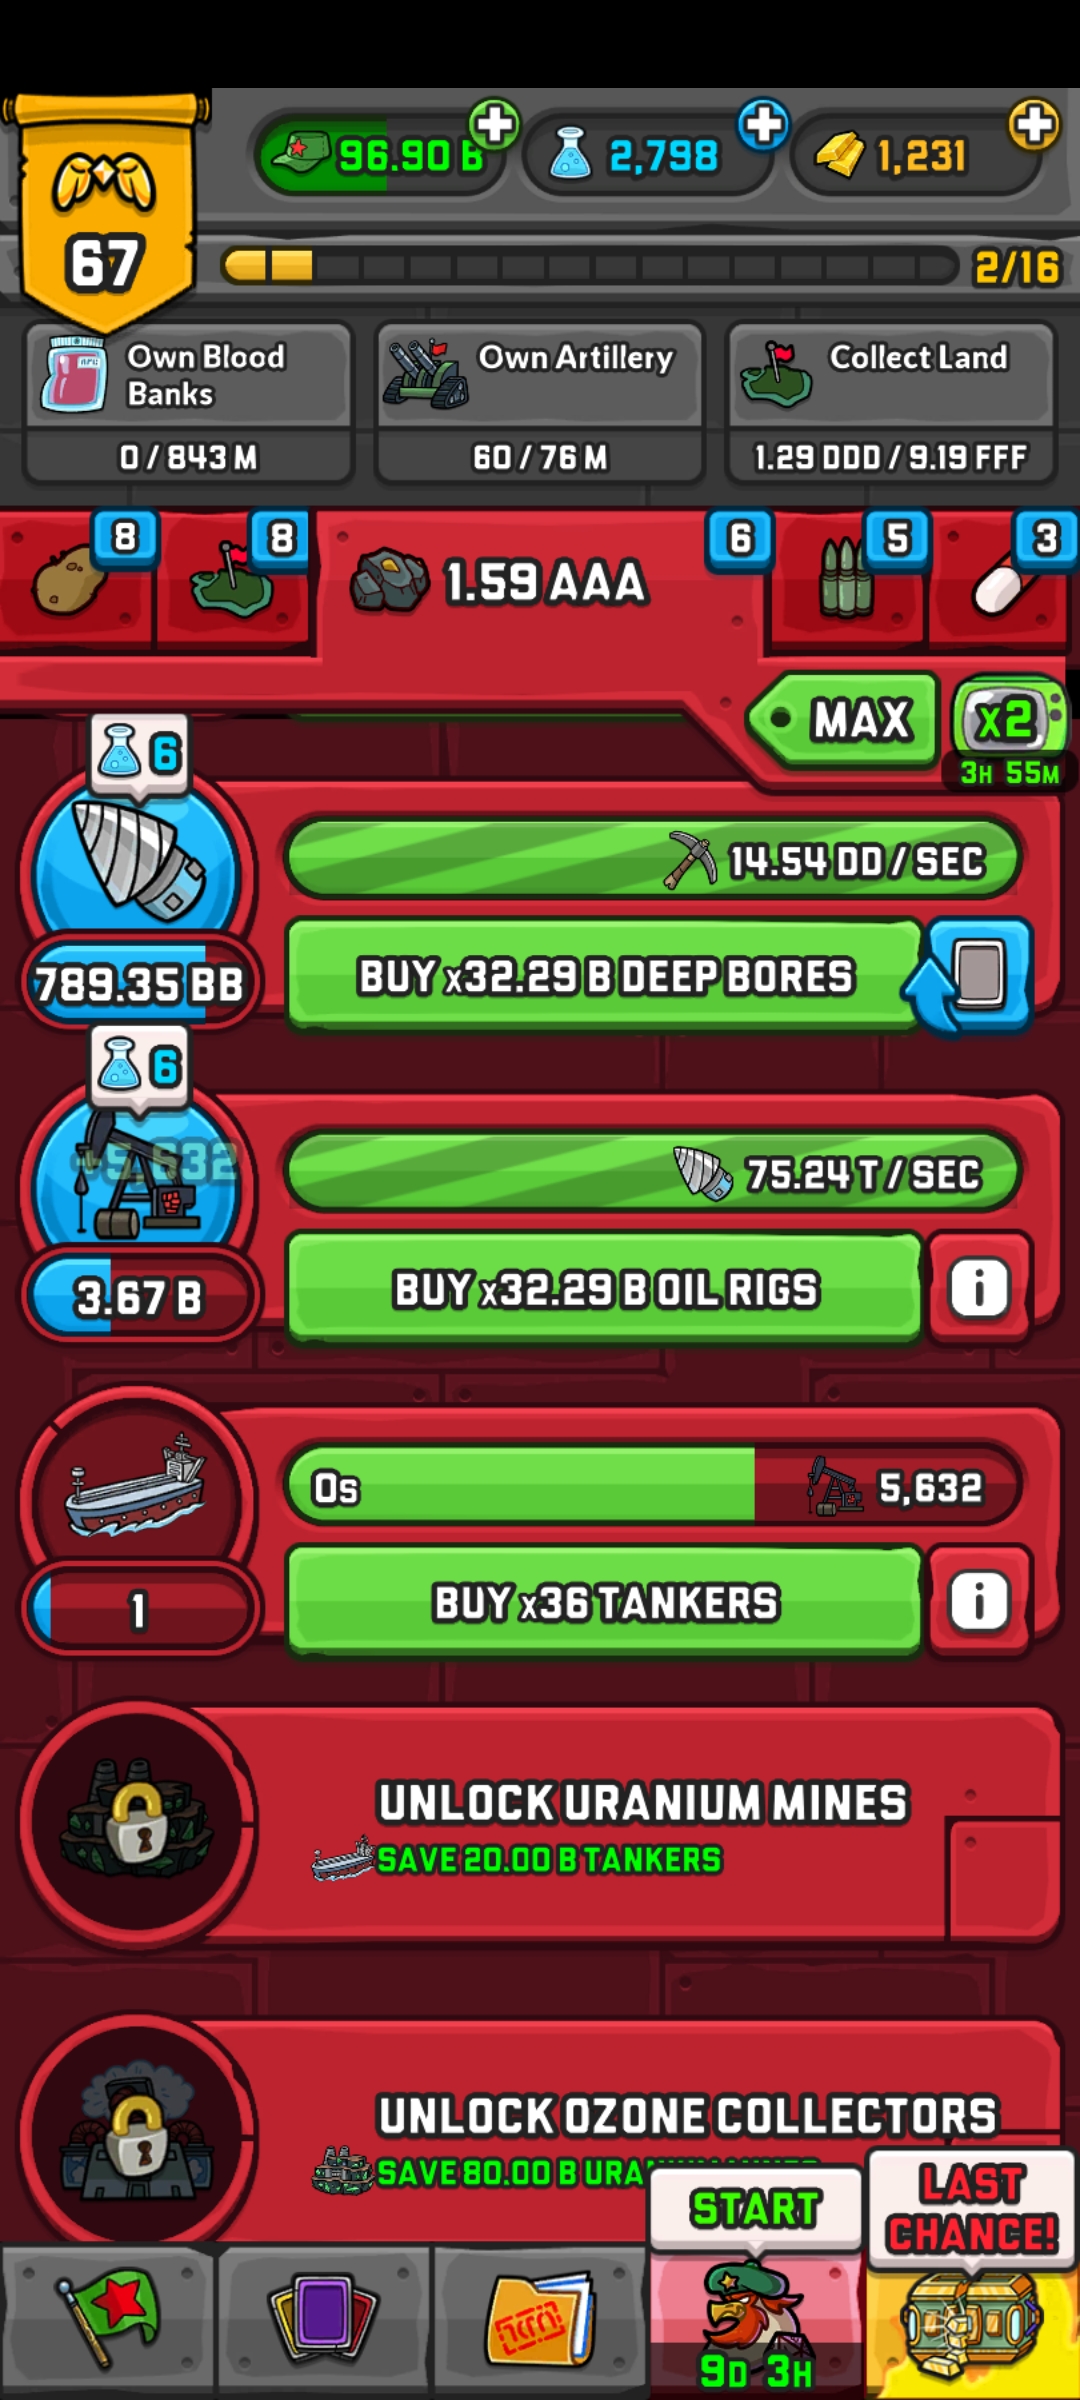 96.90 B
2,798
1,231
67
2/16
Own Blood
Banks
0 / 843 M
Own Artillery
60 / 76 M
Collect Land
1.29 DDD / 9.19 FFF
8
8
1.59 AAA
6
5
3
MAX
x2
3H 55M
6
14.54 DD / SEC
789.35 BB
BUY x32.29 B DEEP BORES
6
75.24 T / SEC
3.67 B
BUY x32.29 B OIL RIGS
i
0s
5,632
1
BUY x36 TANKERS
i
UNLOCK URANIUM MINES
SAVE 20.00 B TANKERS
UNLOCK OZONE COLLECTORS
SAVE 80.00 B URANIUM MINES
START
LAST
CHANCE!
9D 3H